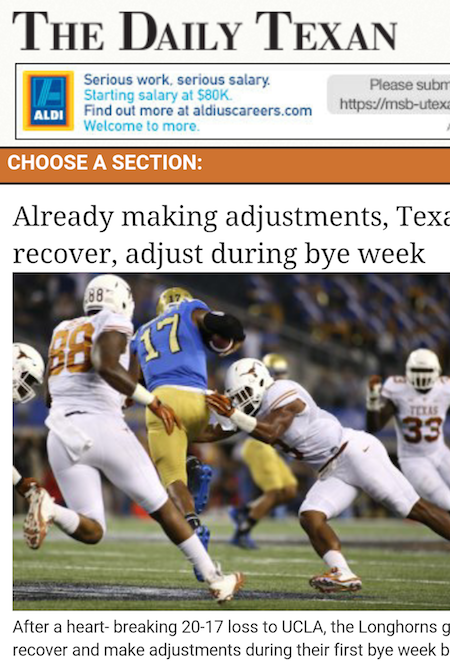 THE DAILY TEXAN
ALDI
Serious work, serious salary.
Starting salary at $80K.
Find out more at aldiuscareers.com
Welcome to more.
Please subm
https://msb-utexa
CHOOSE A SECTION:
Already making adjustments, Texa
recover, adjust during bye week
88
88
17
17
TEXAS
33
After a heart- breaking 20-17 loss to UCLA, the Longhorns g
recover and make adjustments during their first bye week b